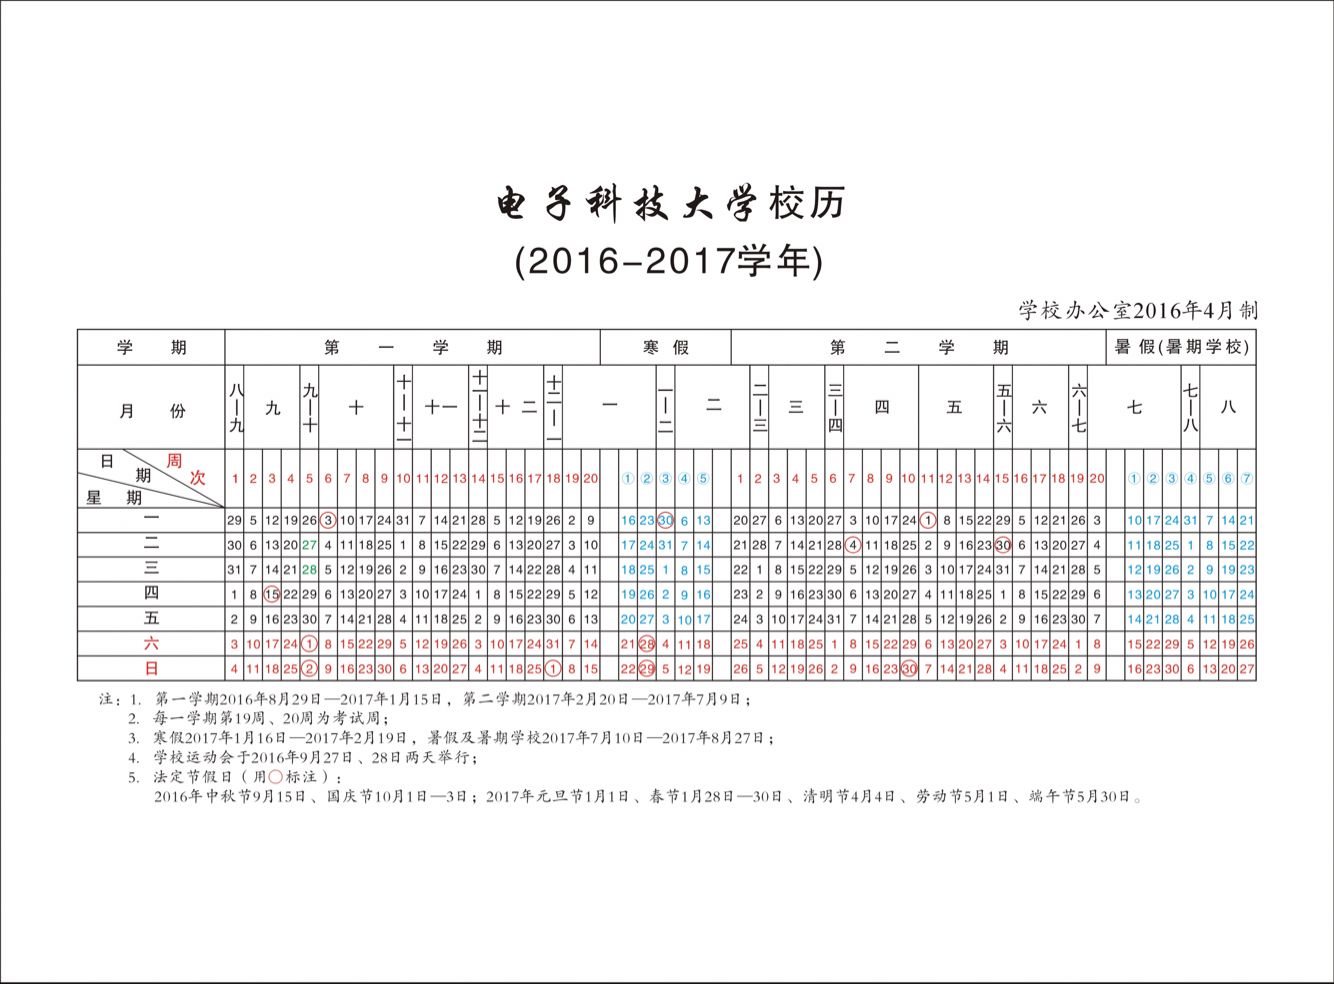 电子科技大学校历
(2016-2017学年)
学校办公室2016年4月制
学 期 第 一 学 期 寒 假 第 二 学 期 暑 假(暑期学校)
月 份 八—九 九 九—十 十 十—十一 十一 十一—十二 十二 十二—一 一 一—二 二 二—三 三 三—四 四 五 五—六 六 六—七 七 七—八 八
日 期 周 次 星 期 1 2 3 4 5 6 7 8 9 10 11 12 13 14 15 16 17 18 19 20 ① ② ③ ④ ⑤ 1 2 3 4 5 6 7 8 9 10 11 12 13 14 15 16 17 18 19 20 ① ② ③ ④ ⑤ ⑥ ⑦
一 29 5 12 19 26 3 10 17 24 31 7 14 21 28 5 12 19 26 2 9 16 23 30 6 13 20 27 6 13 20 27 3 10 17 24 1 8 15 22 29 5 12 21 26 3 10 17 24 31 7 14 21
二 30 6 13 20 27 4 11 18 25 1 8 15 22 29 6 13 20 27 3 10 17 24 31 7 14 21 28 7 14 21 28 4 11 18 25 2 9 16 23 30 6 13 20 27 4 11 18 25 1 8 15 22
三 31 7 14 21 28 5 12 19 26 2 9 16 23 30 7 14 22 28 4 11 18 25 1 8 15 22 1 8 15 22 29 5 12 19 26 3 10 17 24 31 7 14 21 28 5 12 19 26 2 9 19 23
四 1 8 15 22 29 6 13 20 27 3 10 17 24 1 8 15 22 29 5 12 19 26 2 9 16 23 2 9 16 23 30 6 13 20 27 4 11 18 25 1 8 15 22 29 6 13 20 27 3 10 17 24
五 2 9 16 23 30 7 14 21 28 4 11 18 25 2 9 16 23 30 6 13 20 27 3 10 17 24 3 10 17 24 31 7 14 21 28 5 12 19 26 2 9 16 23 30 7 14 21 28 4 11 18 25
六 3 10 17 24 1 8 15 22 29 5 12 19 26 3 10 17 24 31 7 14 21 28 4 11 18 25 4 11 18 25 1 8 15 22 29 6 13 20 27 3 10 17 24 1 8 15 22 29 5 12 19 26
日 4 11 18 25 2 9 16 23 30 6 13 20 27 4 11 18 25 1 8 15 22 29 5 12 19 26 5 12 19 26 2 9 16 23 30 7 14 21 28 4 11 18 25 2 9 16 23 30 6 13 20 27
注：1. 第一学期2016年8月29日—2017年1月15日，第二学期2017年2月20日—2017年7月9日；
2. 每一学期第19周、20周为考试周；
3. 寒假2017年1月16日—2017年2月19日，暑假及暑期学校2017年7月10日—2017年8月27日；
4. 学校运动会于2016年9月27日、28日两天举行；
5. 法定节假日（用○标注）：
2016年中秋节9月15日、国庆节10月1日—3日；2017年元旦节1月1日、春节1月28日—30日、清明节4月4日、劳动节5月1日、端午节5月30日。